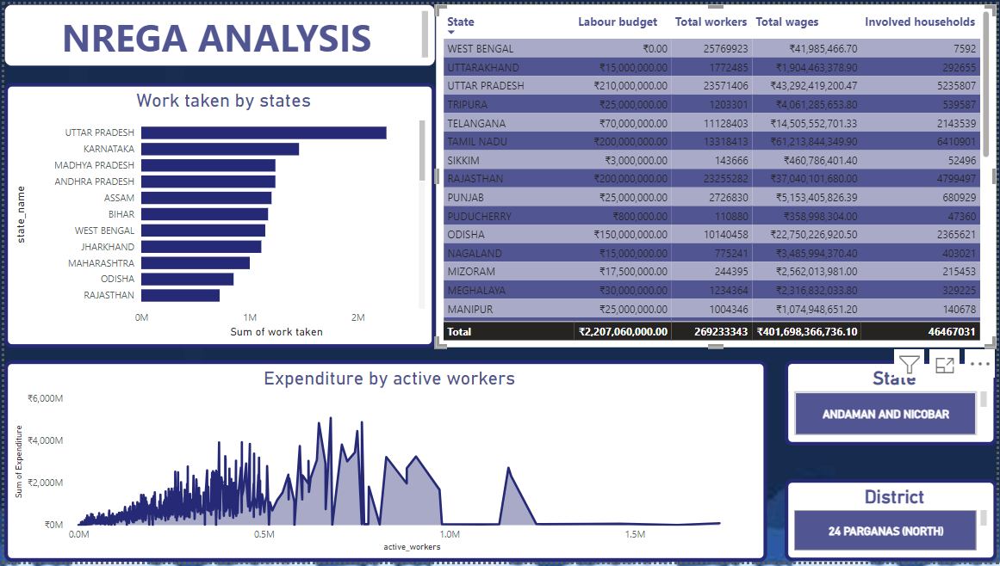 NREGA ANALYSIS
Work taken by states
state_name
UTTAR PRADESH
KARNATAKA
MADHYA PRADESH
ANDHRA PRADESH
ASSAM
BIHAR
WEST BENGAL
JHARKHAND
MAHARASHTRA
ODISHA
RAJASTHAN
0M 1M 2M
Sum of work taken
State Labour budget Total workers Total wages Involved households
WEST BENGAL ₹0.00 25769923 ₹41,985,466.70 7592
UTTARAKHAND ₹15,000,000.00 1772485 ₹1,904,463,378.90 292655
UTTAR PRADESH ₹210,000,000.00 23571406 ₹43,292,419,200.47 5235807
TRIPURA ₹25,000,000.00 1203301 ₹4,061,285,653.80 539587
TELANGANA ₹70,000,000.00 11128403 ₹14,505,552,701.33 2143539
TAMIL NADU ₹200,000,000.00 13318413 ₹61,213,844,349.90 6410901
SIKKIM ₹3,000,000.00 143666 ₹460,786,401.40 52496
RAJASTHAN ₹200,000,000.00 23255282 ₹37,040,101,680.00 4799497
PUNJAB ₹25,000,000.00 2726830 ₹5,153,405,826.39 680929
PUDUCHERRY ₹800,000.00 110880 ₹358,998,304.00 47360
ODISHA ₹150,000,000.00 10140458 ₹22,750,226,920.50 2365621
NAGALAND ₹15,000,000.00 775241 ₹3,485,994,370.40 403021
MIZORAM ₹17,500,000.00 244395 ₹2,562,013,981.00 215453
MEGHALAYA ₹30,000,000.00 1234364 ₹2,316,832,033.80 329225
MANIPUR ₹25,000,000.00 1004346 ₹1,074,948,651.20 140678
Total ₹2,207,060,000.00 269233343 ₹401,698,366,736.10 46467031
Expenditure by active workers
Sum of Expenditure
₹6,000M
₹4,000M
₹2,000M
₹0M
0.0M 0.5M 1.0M 1.5M
active_workers
State
ANDAMAN AND NICOBAR
District
24 PARGANAS (NORTH)